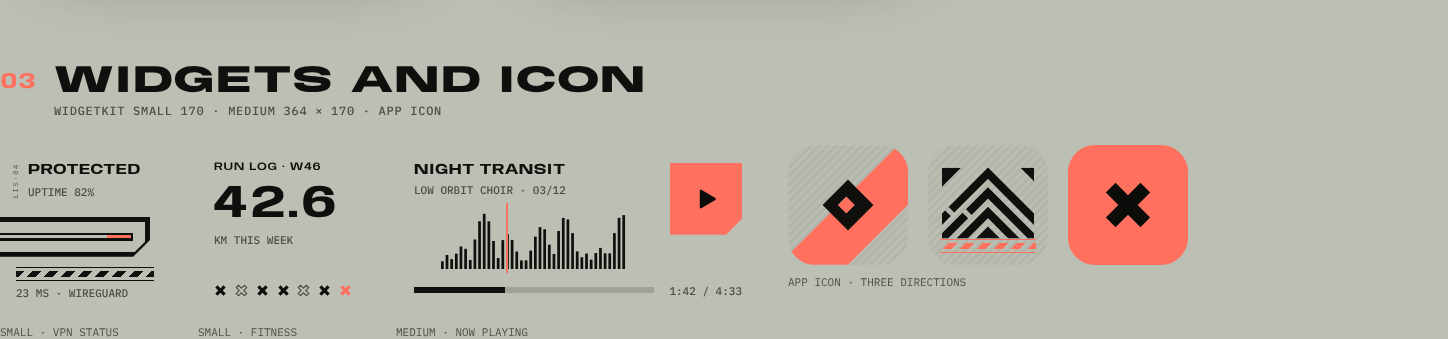 03 WIDGETS AND ICON
WIDGETKIT SMALL 170 · MEDIUM 364 × 170 · APP ICON
LIS-04
PROTECTED
UPTIME 82%
23 MS · WIREGUARD
SMALL · VPN STATUS
RUN LOG · W46
42.6
KM THIS WEEK
SMALL · FITNESS
NIGHT TRANSIT
LOW ORBIT CHOIR · 03/12
1:42 / 4:33
MEDIUM · NOW PLAYING
APP ICON · THREE DIRECTIONS